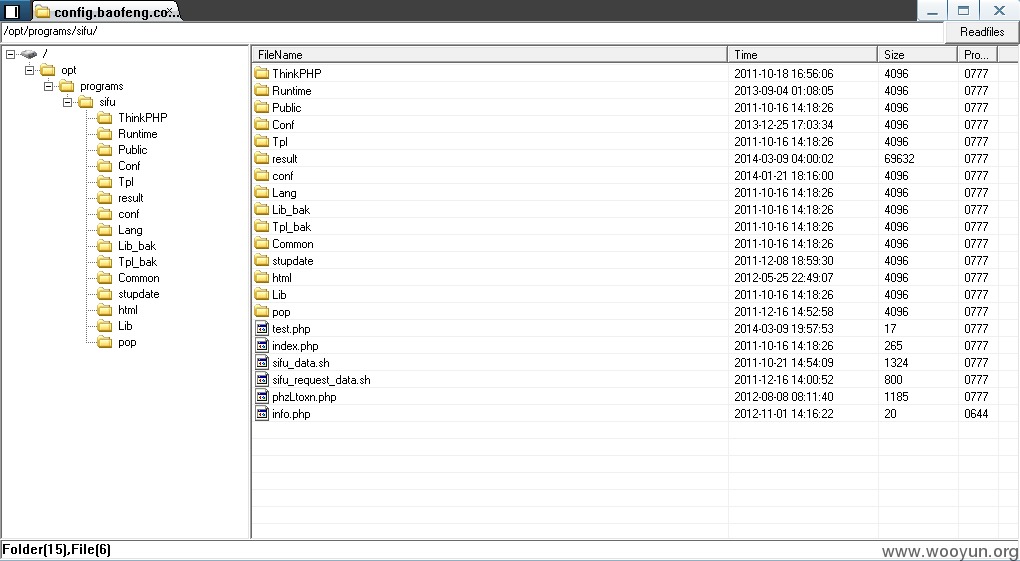 config.baofeng.co...
/opt/programs/sifu/
Readfiles
/
opt
programs
sifu
ThinkPHP
Runtime
Public
Conf
Tpl
result
conf
Lang
Lib_bak
Tpl_bak
Common
stupdate
html
Lib
pop
FileName Time Size Pro...
ThinkPHP 2011-10-18 16:56:06 4096 0777
Runtime 2013-09-04 01:08:05 4096 0777
Public 2011-10-16 14:18:26 4096 0777
Conf 2013-12-25 17:03:34 4096 0777
Tpl 2011-10-16 14:18:26 4096 0777
result 2014-03-09 04:00:02 69632 0777
conf 2014-01-21 18:16:00 4096 0777
Lang 2011-10-16 14:18:26 4096 0777
Lib_bak 2011-10-16 14:18:26 4096 0777
Tpl_bak 2011-10-16 14:18:26 4096 0777
Common 2011-10-16 14:18:26 4096 0777
stupdate 2011-12-08 18:59:30 4096 0777
html 2012-05-25 22:49:07 4096 0777
Lib 2011-10-16 14:18:26 4096 0777
pop 2011-12-16 14:52:58 4096 0777
test.php 2014-03-09 19:57:53 17 0777
index.php 2011-10-16 14:18:26 265 0777
sifu_data.sh 2011-10-21 14:54:09 1324 0777
sifu_request_data.sh 2011-12-16 14:00:52 800 0777
phzLtoxn.php 2012-08-08 08:11:40 1185 0777
info.php 2012-11-01 14:16:22 20 0644
Folder(15),File(6)
www.wooyun.org